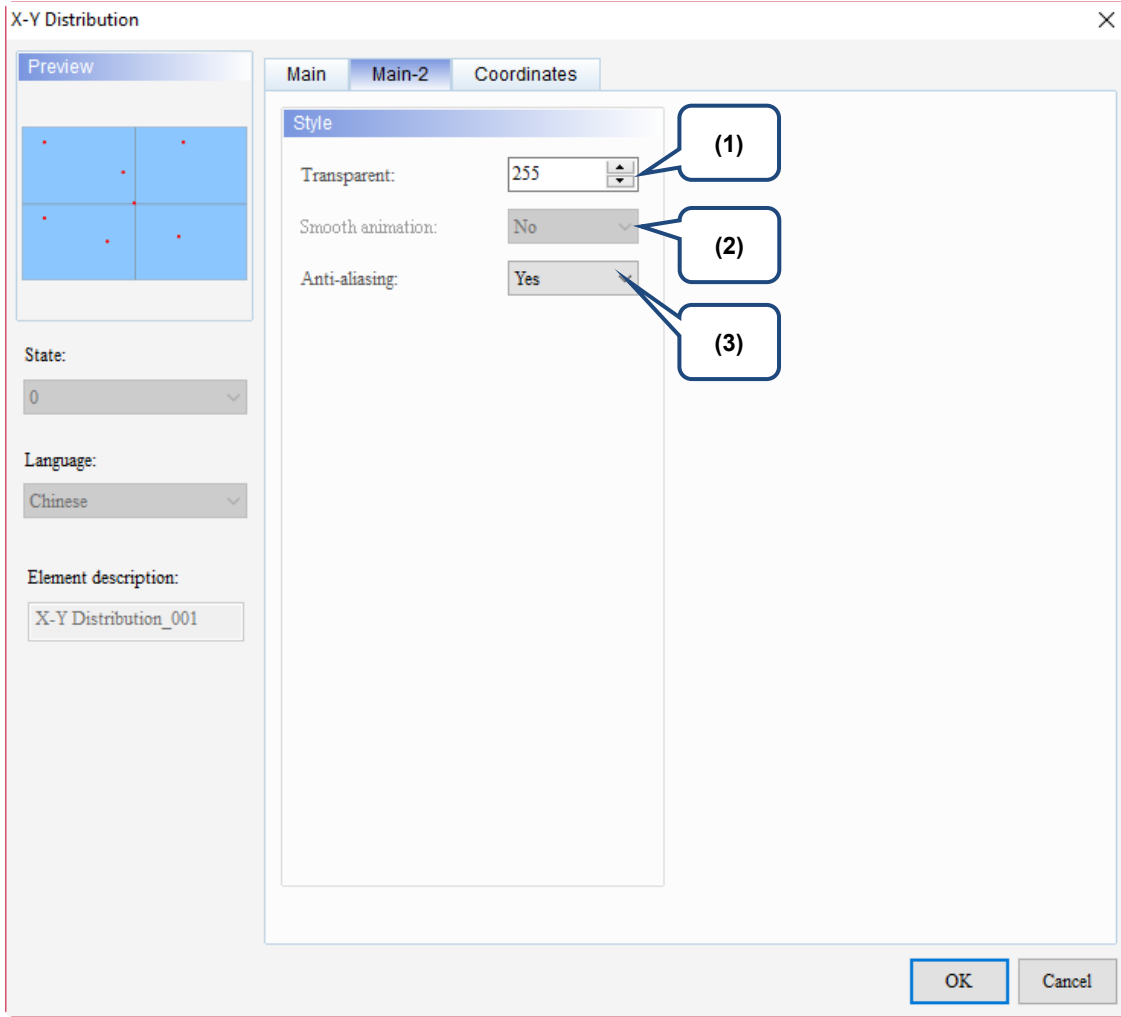 X-Y Distribution
Preview
Main Main-2 Coordinates
Style
(1)
Transparent: 255
Smooth animation: No
(2)
Anti-aliasing: Yes
(3)
State:
0
Language:
Chinese
Element description:
X-Y Distribution_001
OK Cancel